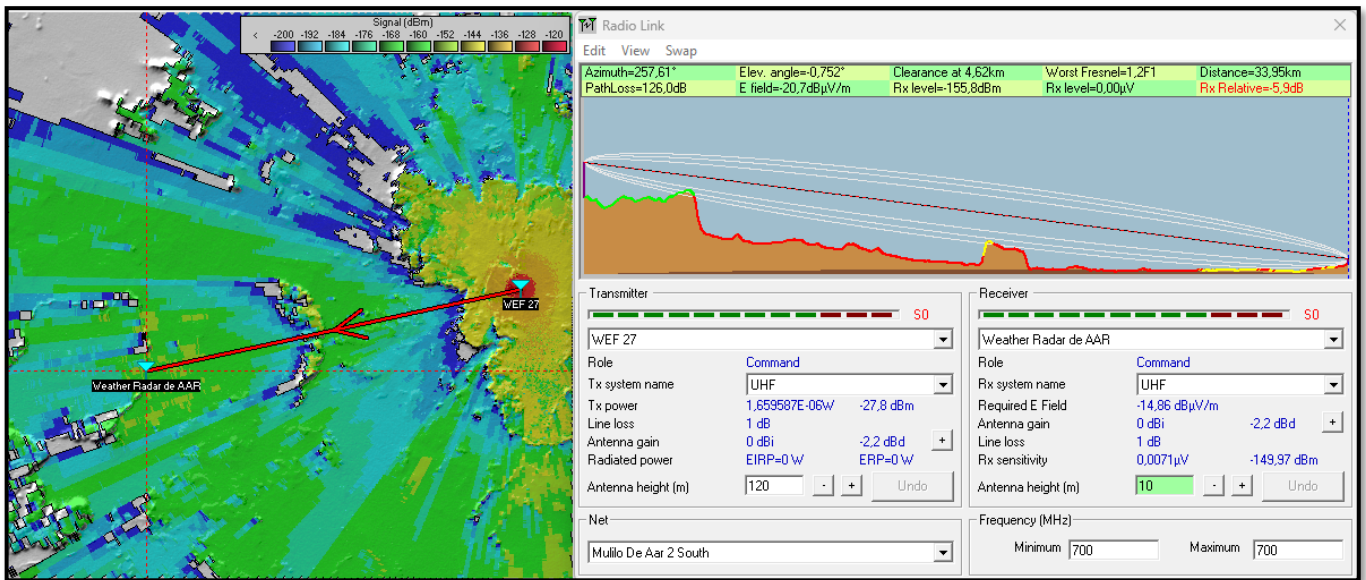 Signal (dBm)
< -200 -192 -184 -176 -168 -160 -152 -144 -136 -128 -120
WEF 27
Weather Radar de AAR
Radio Link
Edit View Swap
Azimuth=257,61° Elev. angle=-0,752° Clearance at 4,62km Worst Fresnel=1,2F1 Distance=33,95km
PathLoss=126,0dB E field=-20,7dBµV/m Rx level=-155,8dBm Rx level=0,00µV Rx Relative=-5,9dB
Transmitter
S0
WEF 27
Role Command
Tx system name UHF
Tx power 1,659587E-06W -27,8 dBm
Line loss 1 dB
Antenna gain 0 dBi -2,2 dBd +
Radiated power EIRP=0 W ERP=0 W
Antenna height (m) 120 - + Undo
Net
Mulilo De Aar 2 South
Receiver
S0
Weather Radar de AAR
Role Command
Rx system name UHF
Required E Field -14,86 dBµV/m
Antenna gain 0 dBi -2,2 dBd +
Line loss 1 dB
Rx sensitivity 0,0071µV -149,97 dBm
Antenna height (m) 10 - + Undo
Frequency (MHz)
Minimum 700 Maximum 700